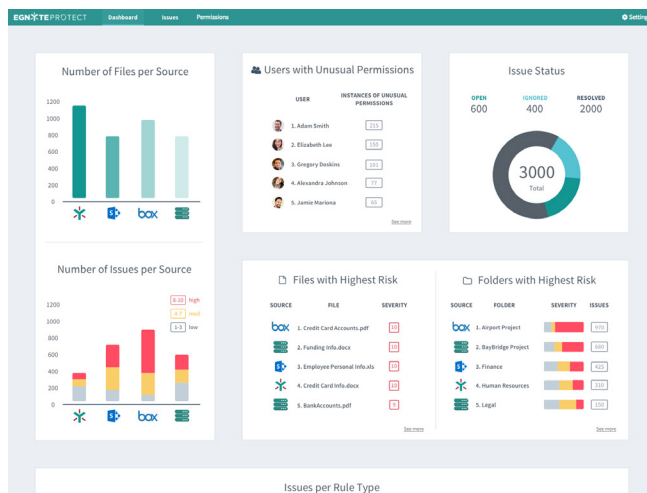 EGNYTEPROTECT Dashboard Issues Permissions Settings
Number of Files per Source
1200
1000
800
600
400
200
0
box
Number of Issues per Source
8-10 high
4-7 med
1-3 low
1200
1000
800
600
400
200
0
box
Users with Unusual Permissions
USER INSTANCES OF UNUSUAL
PERMISSIONS
1. Adam Smith 255
2. Elizabeth Lee 150
3. Gregory Doskins 101
4. Alexandra Johnson 77
5. Jamie Mariona 65
See more
Issue Status
OPEN IGNORED RESOLVED
600 400 2000
3000
Total
Files with Highest Risk
SOURCE FILE SEVERITY
box 1. Credit Card Accounts.pdf 10
2. Funding Info.docx 10
3. Employee Personal Info.xls 10
4. Credit Card Info.docx 10
5. BankAccounts.pdf 9
See more
Folders with Highest Risk
SOURCE FOLDER SEVERITY ISSUES
box 1. Airport Project 970
2. BayBridge Project 600
3. Finance 425
4. Human Resources 310
5. Legal 150
See more
Issues per Rule Type